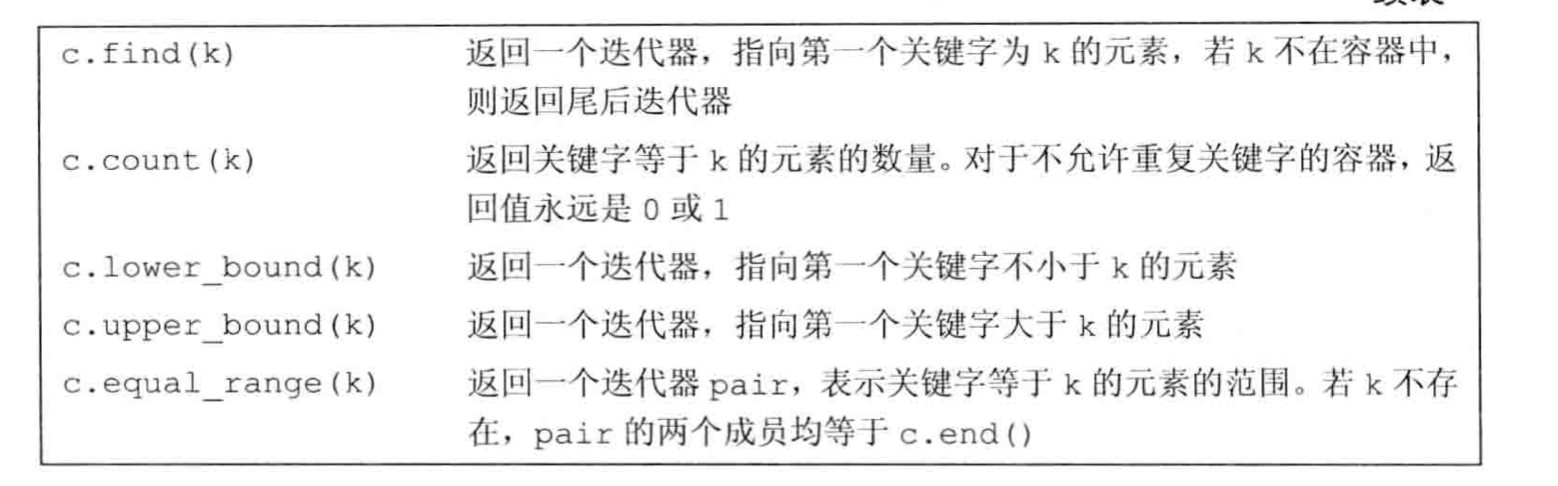 c.find(k) 返回一个迭代器，指向第一个关键字为 k 的元素，若 k 不在容器中，
则返回尾后迭代器
c.count(k) 返回关键字等于 k 的元素的数量。对于不允许重复关键字的容器，返
回值永远是 0 或 1
c.lower_bound(k) 返回一个迭代器，指向第一个关键字不小于 k 的元素
c.upper_bound(k) 返回一个迭代器，指向第一个关键字大于 k 的元素
c.equal_range(k) 返回一个迭代器 pair，表示关键字等于 k 的元素的范围。若 k 不存
在，pair 的两个成员均等于 c.end()